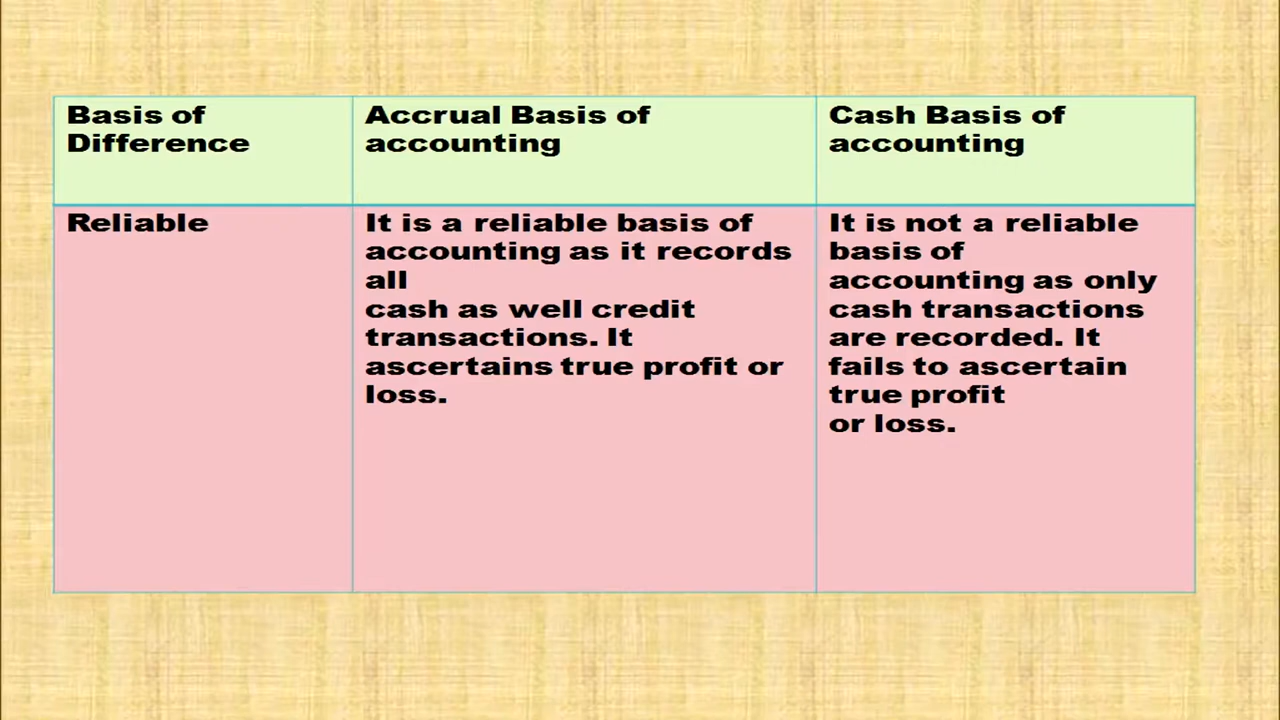 Basis of
Difference
Accrual Basis of
accounting
Cash Basis of
accounting
Reliable
It is a reliable basis of
accounting as it records
all
cash as well credit
transactions. It
ascertains true profit or
loss.
It is not a reliable
basis of
accounting as only
cash transactions
are recorded. It
fails to ascertain
true profit
or loss.